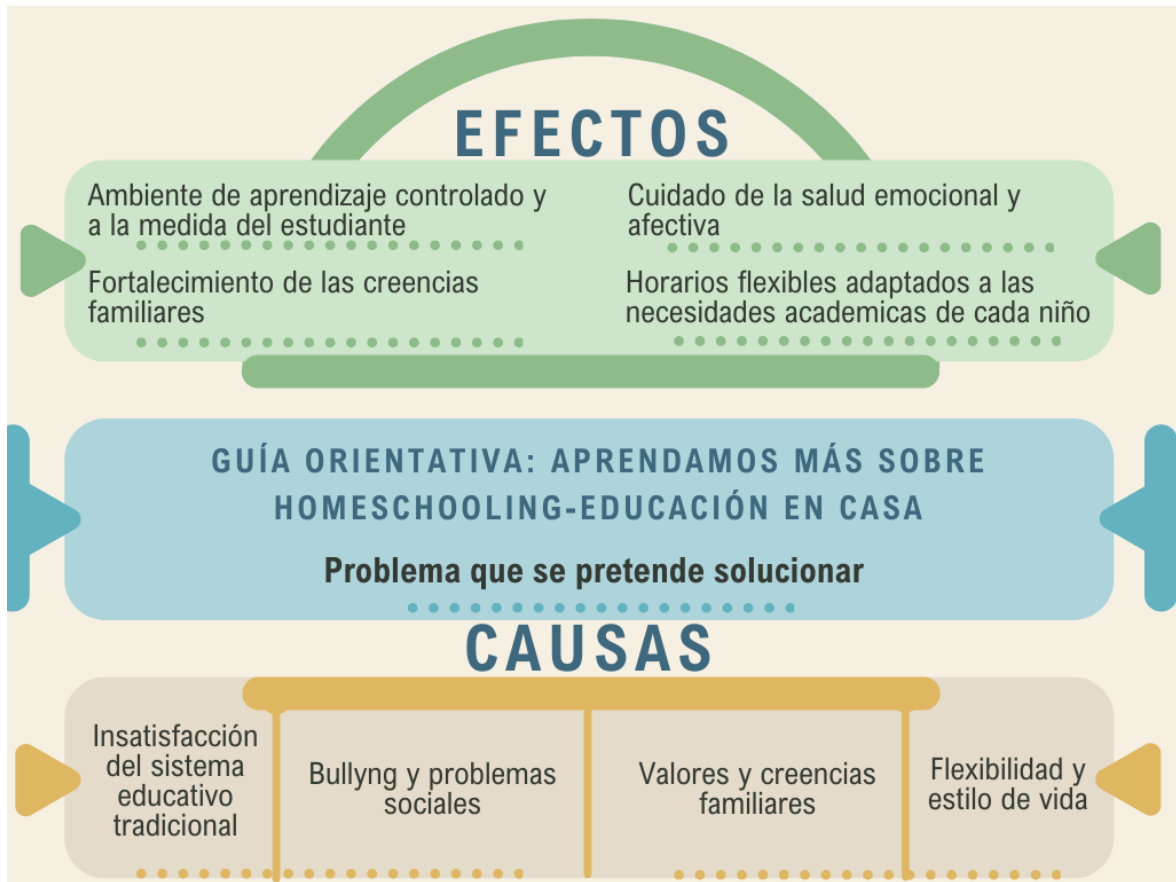 EFECTOS
Ambiente de aprendizaje controlado y
a la medida del estudiante
Cuidado de la salud emocional y
afectiva
Fortalecimiento de las creencias
familiares
Horarios flexibles adaptados a las
necesidades academicas de cada niño
GUÍA ORIENTATIVA: APRENDAMOS MÁS SOBRE
HOMESCHOOLING-EDUCACIÓN EN CASA
Problema que se pretende solucionar
CAUSAS
Insatisfacción
del sistema
educativo
tradicional
Bullyng y problemas
sociales
Valores y creencias
familiares
Flexibilidad y
estilo de vida